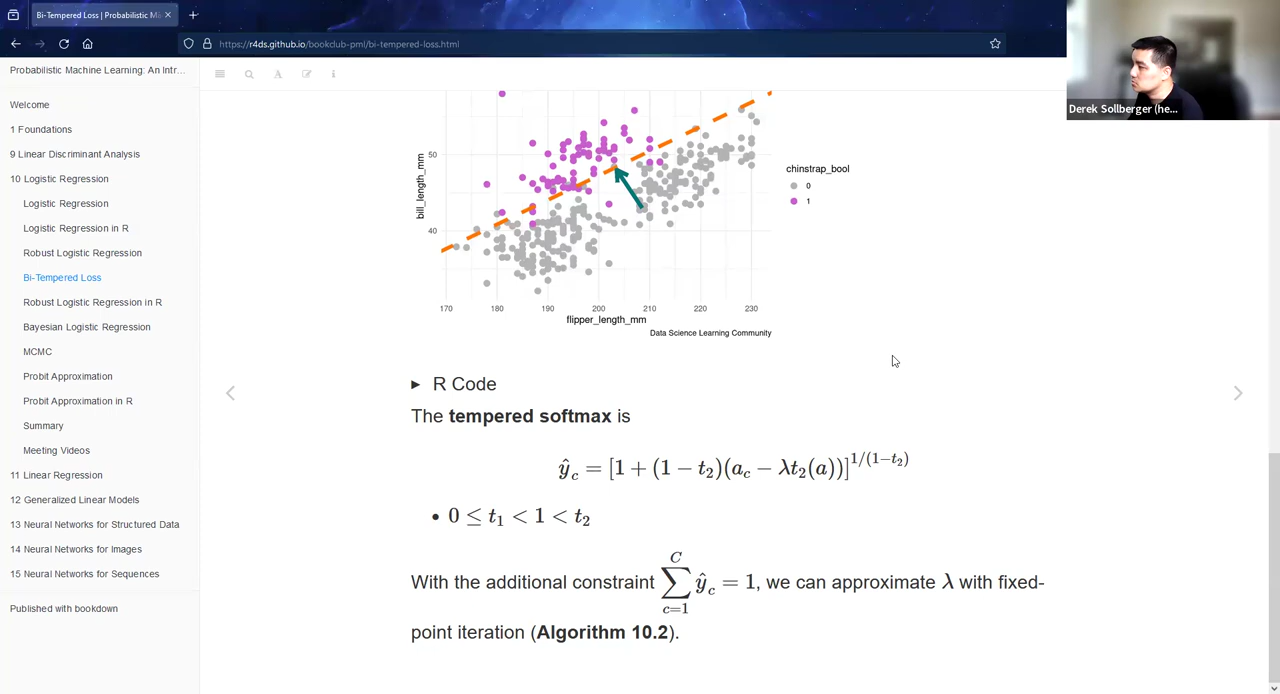 Bi-Tempered Loss | Probabilistic Ma
https://r4ds.github.io/bookclub-pml/bi-tempered-loss.html
Derek Sollberger (he...
Probabilistic Machine Learning: An Intr...
Welcome
1 Foundations
9 Linear Discriminant Analysis
10 Logistic Regression
Logistic Regression
Logistic Regression in R
Robust Logistic Regression
Bi-Tempered Loss
Robust Logistic Regression in R
Bayesian Logistic Regression
MCMC
Probit Approximation
Probit Approximation in R
Summary
Meeting Videos
11 Linear Regression
12 Generalized Linear Models
13 Neural Networks for Structured Data
14 Neural Networks for Images
15 Neural Networks for Sequences
Published with bookdown
bill_length_mm
50
40
170 180 190 200 210 220 230
flipper_length_mm
Data Science Learning Community
chinstrap_bool
0
1
▶ R Code
The tempered softmax is
ŷ_c = [1 + (1 − t₂)(a_c − λt₂(a))]^{1/(1−t₂)}
• 0 ≤ t₁ < 1 < t₂
With the additional constraint ∑_{c=1}^{C} ŷ_c = 1, we can approximate λ with fixed-
point iteration (Algorithm 10.2).